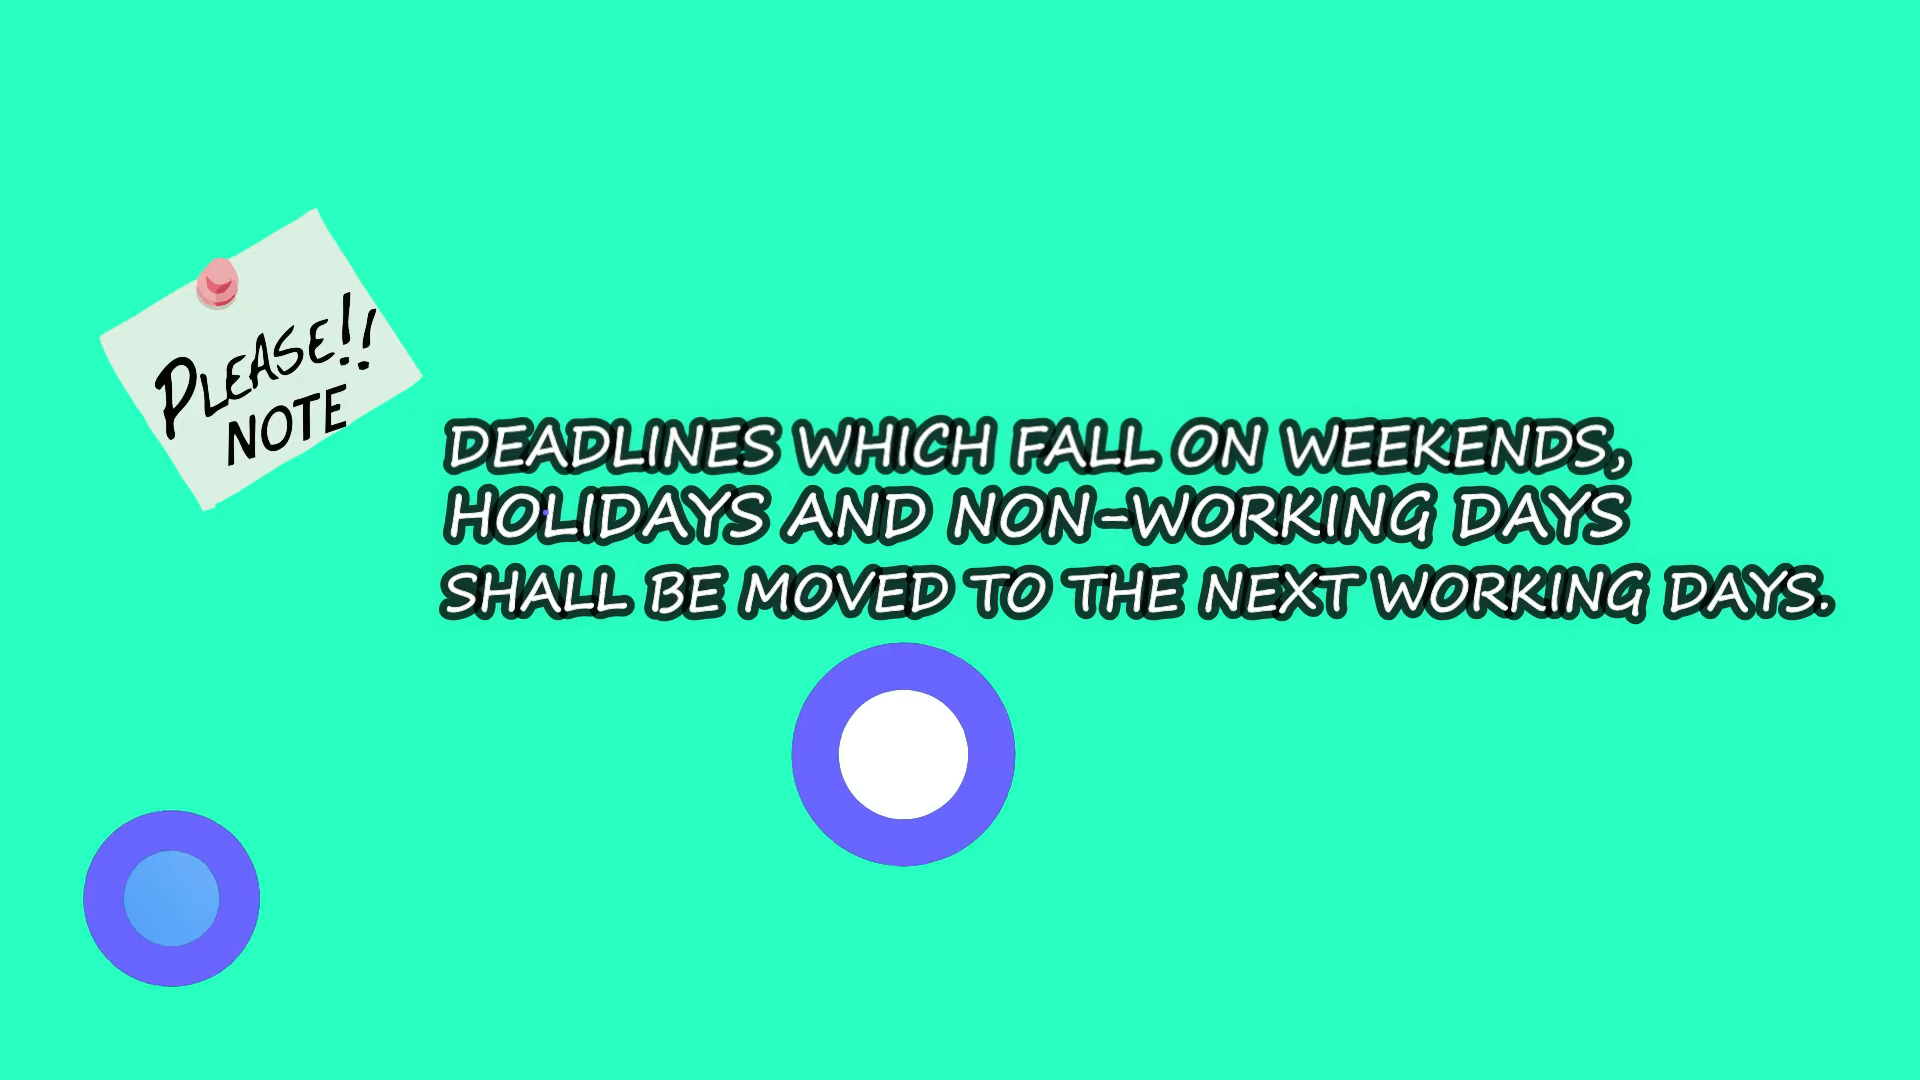 PLEASE!!
NOTE
DEADLINES WHICH FALL ON WEEKENDS,
HOLIDAYS AND NON-WORKING DAYS
SHALL BE MOVED TO THE NEXT WORKING DAYS.